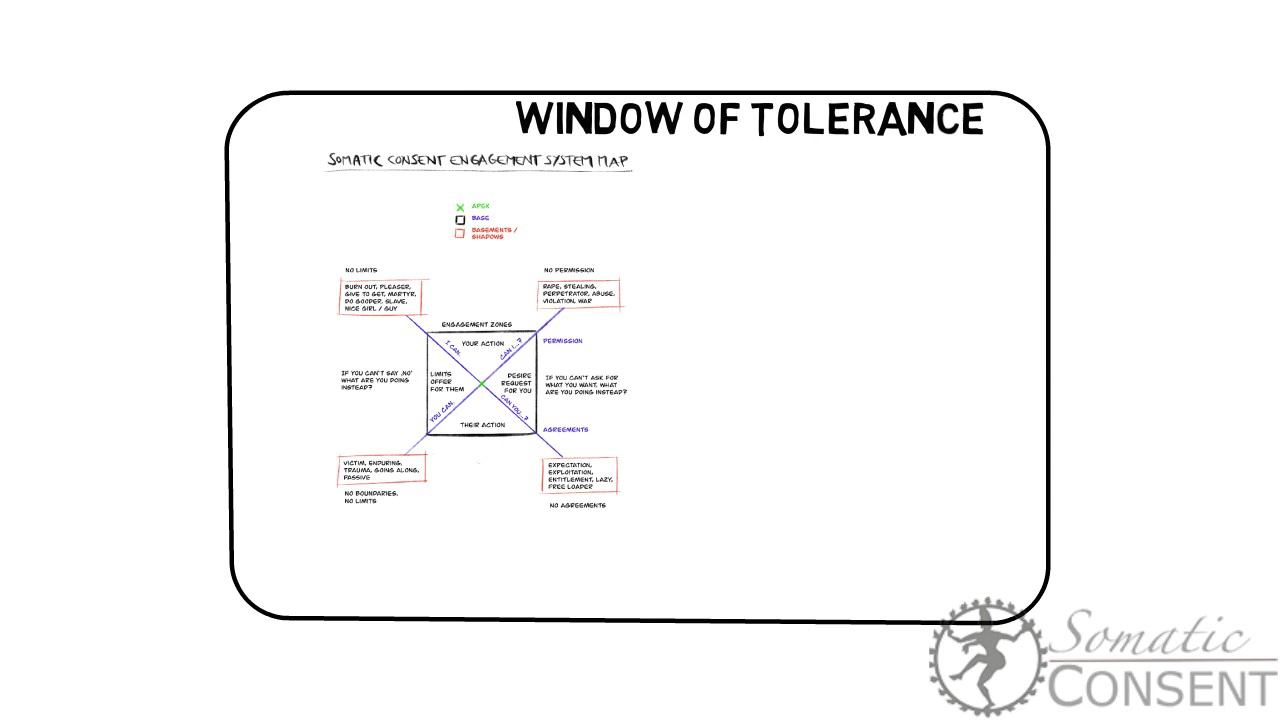 WINDOW OF TOLERANCE
SOMATIC CONSENT ENGAGEMENT SYSTEM MAP
APEX
BASE
BASEMENTS /
SHADOWS
NO LIMITS
BURN OUT, PLEASER,
GIVE TO GET, MARTYR,
DO GOODER, SLAVE,
NICE GIRL / GUY
NO PERMISSION
RAPE, STEALING,
PERPETRATOR, ABUSE,
VIOLATION, WAR
ENGAGEMENT ZONES
YOUR ACTION
I CAN.
CAN I...?
PERMISSION
IF YOU CAN'T SAY ‚NO'
WHAT ARE YOU DOING
INSTEAD?
LIMITS
OFFER
FOR THEM
DESIRE
REQUEST
FOR YOU
IF YOU CAN'T ASK FOR
WHAT YOU WANT, WHAT
ARE YOU DOING INSTEAD?
YOU CAN.
CAN YOU...?
THEIR ACTION
AGREEMENTS
VICTIM, ENDURING,
TRAUMA, GOING ALONG,
PASSIVE
NO BOUNDARIES.
NO LIMITS
EXPECTATION,
EXPLOITATION,
ENTITLEMENT, LAZY,
FREE LOADER
NO AGREEMENTS
Somatic
CONSENT